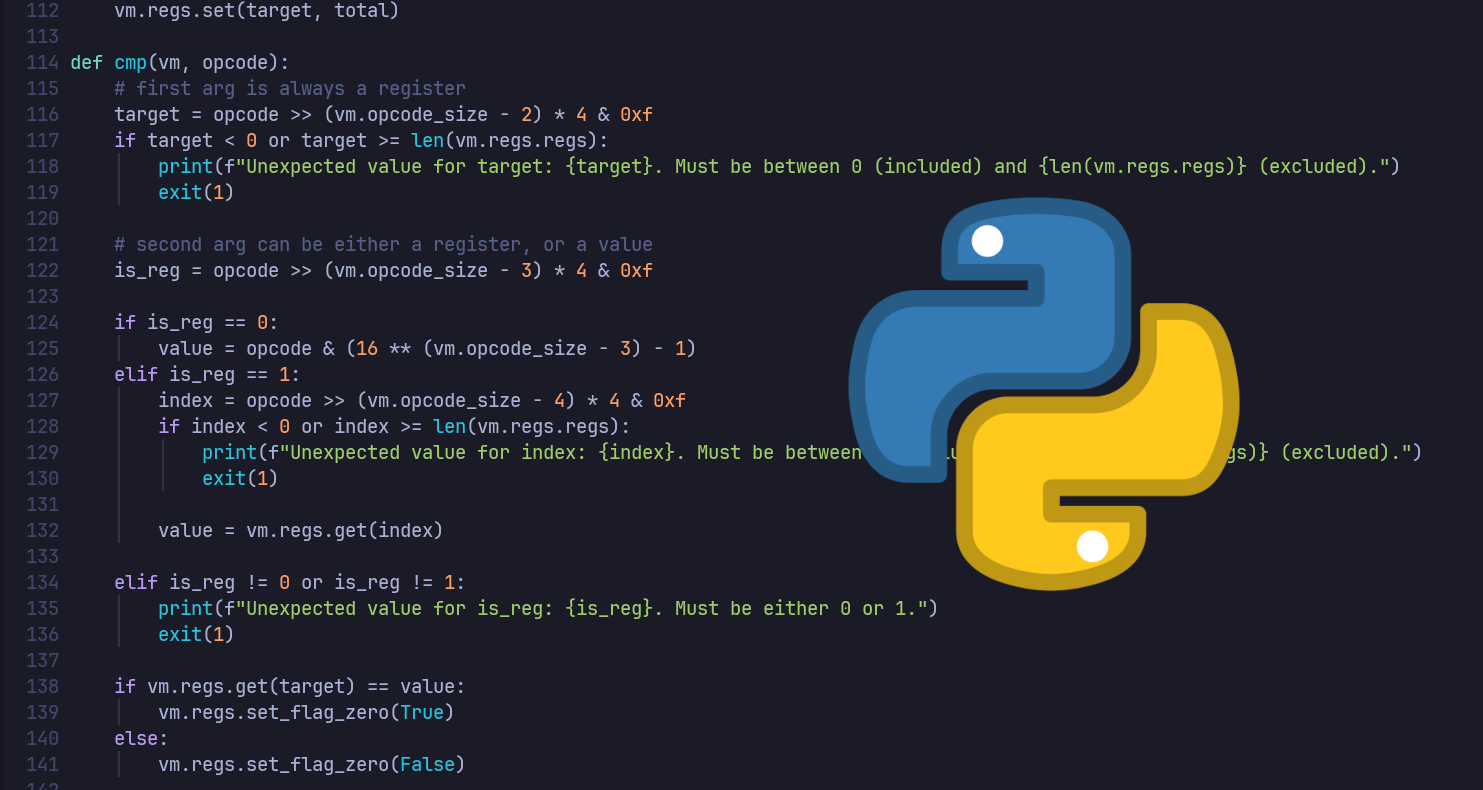 112 vm.regs.set(target, total)
113
114 def cmp(vm, opcode):
115 # first arg is always a register
116 target = opcode >> (vm.opcode_size - 2) * 4 & 0xf
117 if target < 0 or target >= len(vm.regs.regs):
118 print(f"Unexpected value for target: {target}. Must be between 0 (included) and {len(vm.regs.regs)} (excluded).")
119 exit(1)
120
121 # second arg can be either a register, or a value
122 is_reg = opcode >> (vm.opcode_size - 3) * 4 & 0xf
123
124 if is_reg == 0:
125 value = opcode & (16 ** (vm.opcode_size - 3) - 1)
126 elif is_reg == 1:
127 index = opcode >> (vm.opcode_size - 4) * 4 & 0xf
128 if index < 0 or index >= len(vm.regs.regs):
129 print(f"Unexpected value for index: {index}. Must be between (excluded).")
130 exit(1)
131
132 value = vm.regs.get(index)
133
134 elif is_reg != 0 or is_reg != 1:
135 print(f"Unexpected value for is_reg: {is_reg}. Must be either 0 or 1.")
136 exit(1)
137
138 if vm.regs.get(target) == value:
139 vm.regs.set_flag_zero(True)
140 else:
141 vm.regs.set_flag_zero(False)